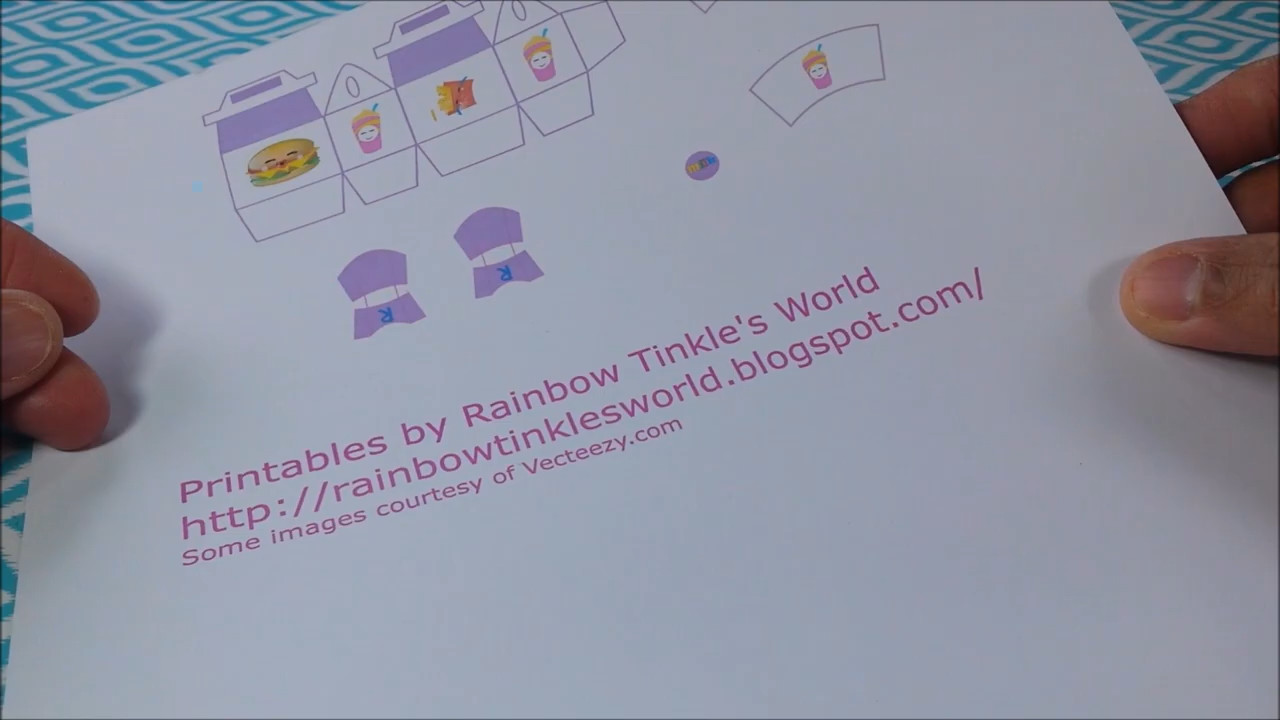 R
R
Printables by Rainbow Tinkle's World
http://rainbowtinklesworld.blogspot.com/
Some images courtesy of Vecteezy.com